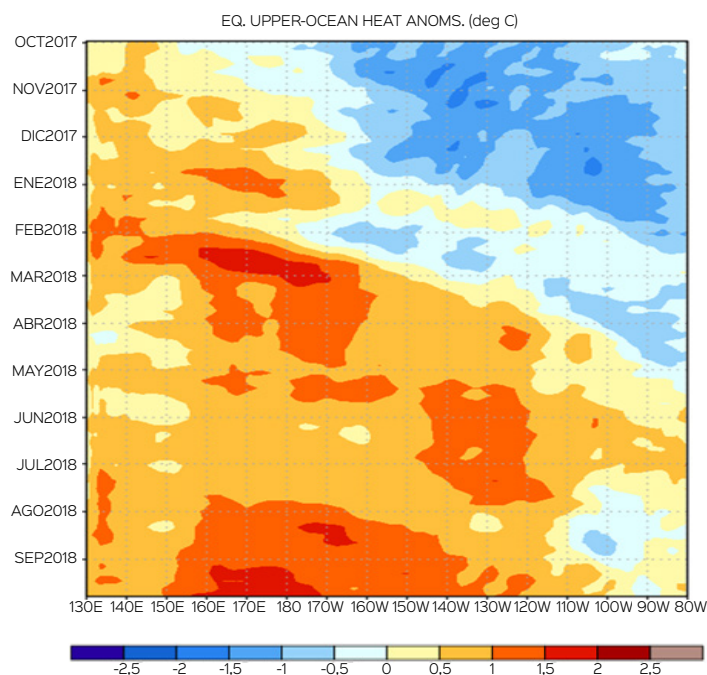 EQ. UPPER-OCEAN HEAT ANOMS. (deg C)
OCT2017
NOV2017
DIC2017
ENE2018
FEB2018
MAR2018
ABR2018
MAY2018
JUN2018
JUL2018
AGO2018
SEP2018
130E 140E 150E 160E 170E 180 170W 160W 150W 140W 130W 120W 110W 100W 90W 80W
-2,5 -2 -1,5 -1 -0,5 0 0,5 1 1,5 2 2,5